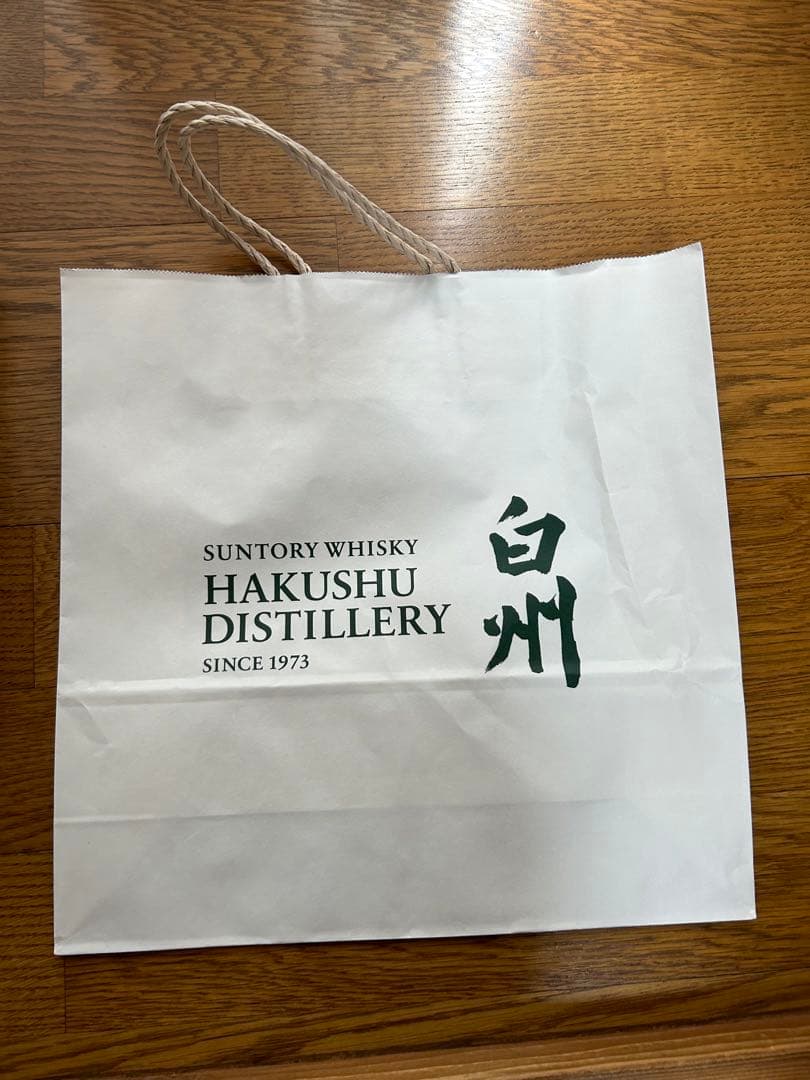 SUNTORY WHISKY
HAKUSHU
DISTILLERY
SINCE 1973
白州